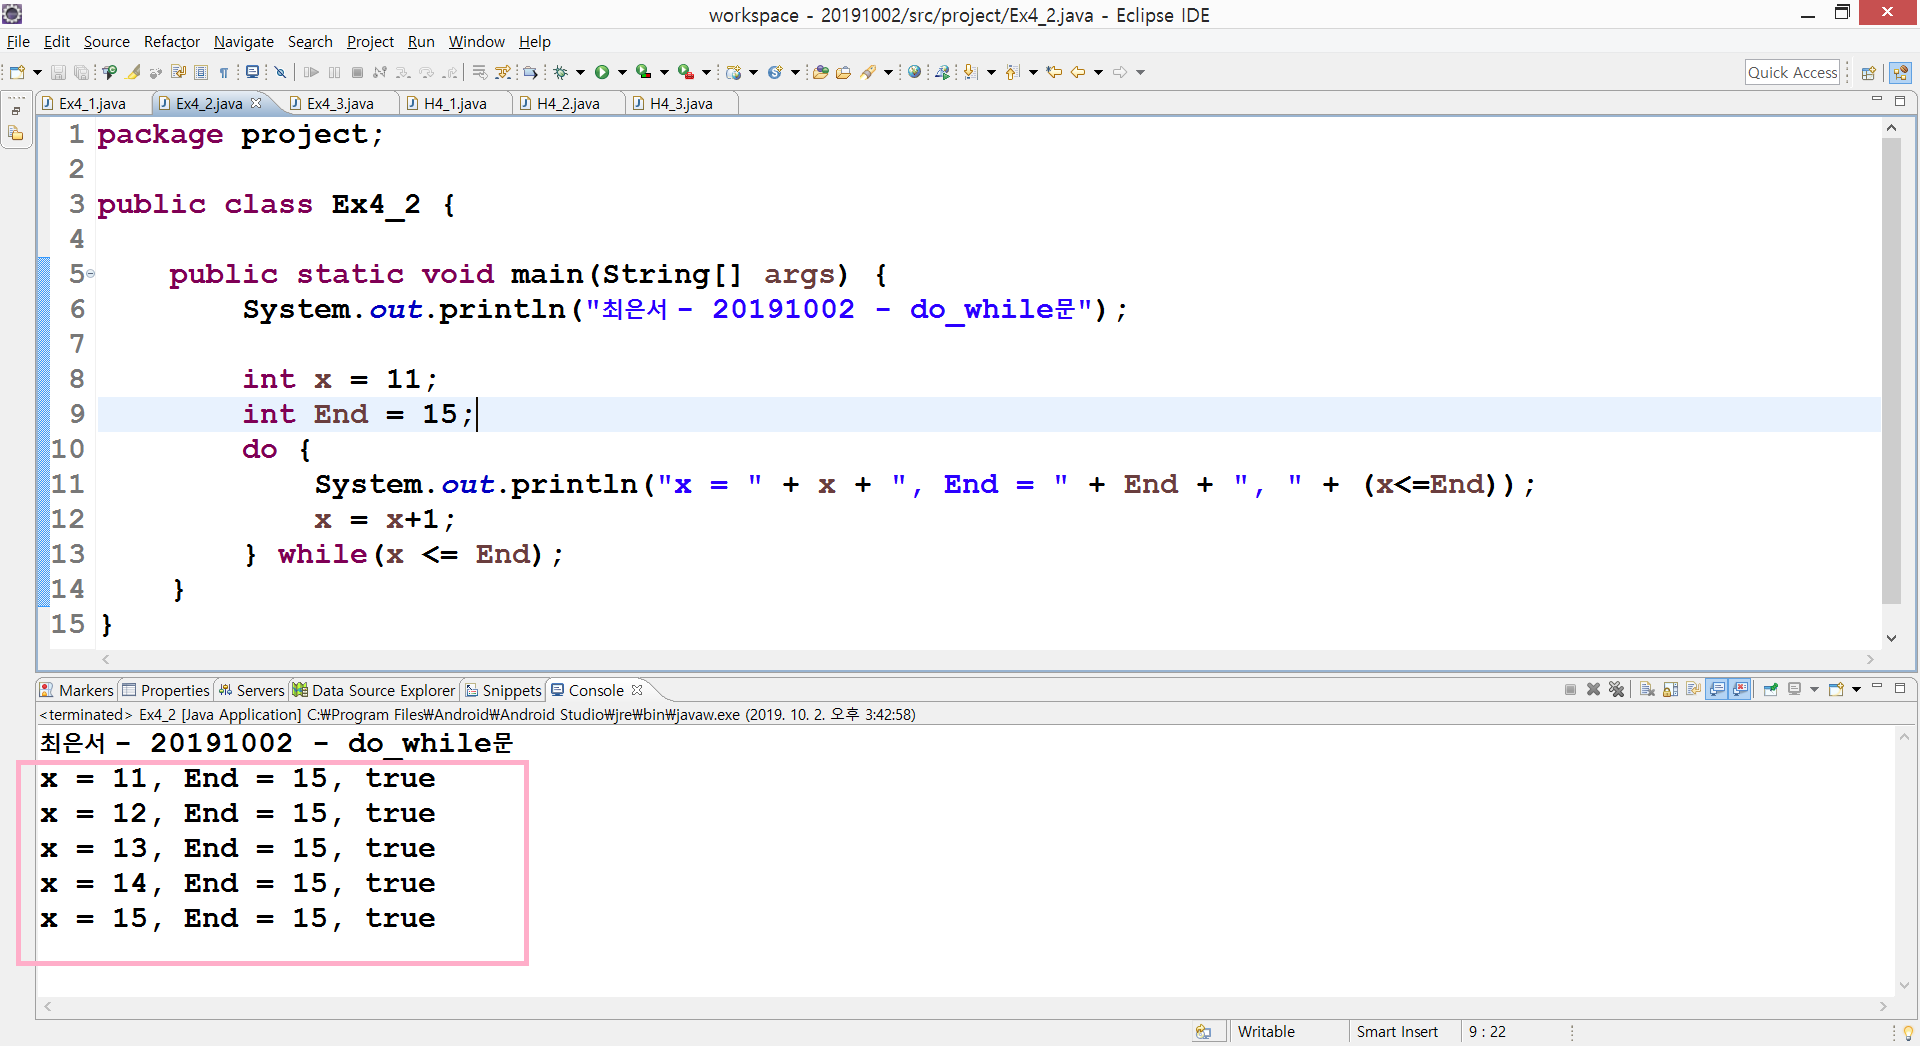 workspace - 20191002/src/project/Ex4_2.java - Eclipse IDE
File Edit Source Refactor Navigate Search Project Run Window Help
Quick Access
Ex4_1.java Ex4_2.java Ex4_3.java H4_1.java H4_2.java H4_3.java
1 package project;
2
3 public class Ex4_2 {
4
5 public static void main(String[] args) {
6 System.out.println("최은서 - 20191002 - do_while문");
7
8 int x = 11;
9 int End = 15;
10 do {
11 System.out.println("x = " + x + ", End = " + End + ", " + (x<=End));
12 x = x+1;
13 } while(x <= End);
14 }
15 }
Markers Properties Servers Data Source Explorer Snippets Console
<terminated> Ex4_2 [Java Application] C:₩Program Files₩Android₩Android Studio₩jre₩bin₩javaw.exe (2019. 10. 2. 오후 3:42:58)
최은서 - 20191002 - do_while문
x = 11, End = 15, true
x = 12, End = 15, true
x = 13, End = 15, true
x = 14, End = 15, true
x = 15, End = 15, true
Writable Smart Insert 9 : 22